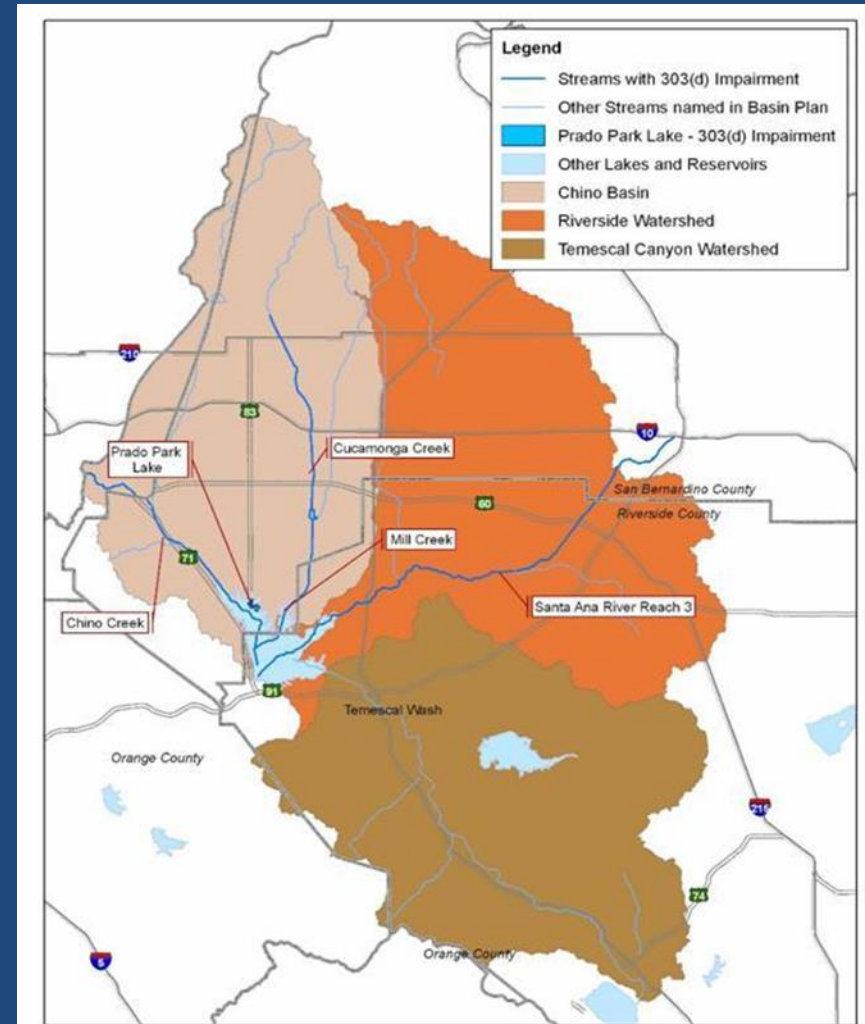 Legend
Streams with 303(d) Impairment
Other Streams named in Basin Plan
Prado Park Lake - 303(d) Impairment
Other Lakes and Reservoirs
Chino Basin
Riverside Watershed
Temescal Canyon Watershed
210
83
10
Prado Park
Lake
Cucamonga Creek
San Bernardino County
60
Riverside County
Mill Creek
71
Santa Ana River Reach 3
Chino Creek
91
Temescal Wash
Orange County
215
74
Orange County
5